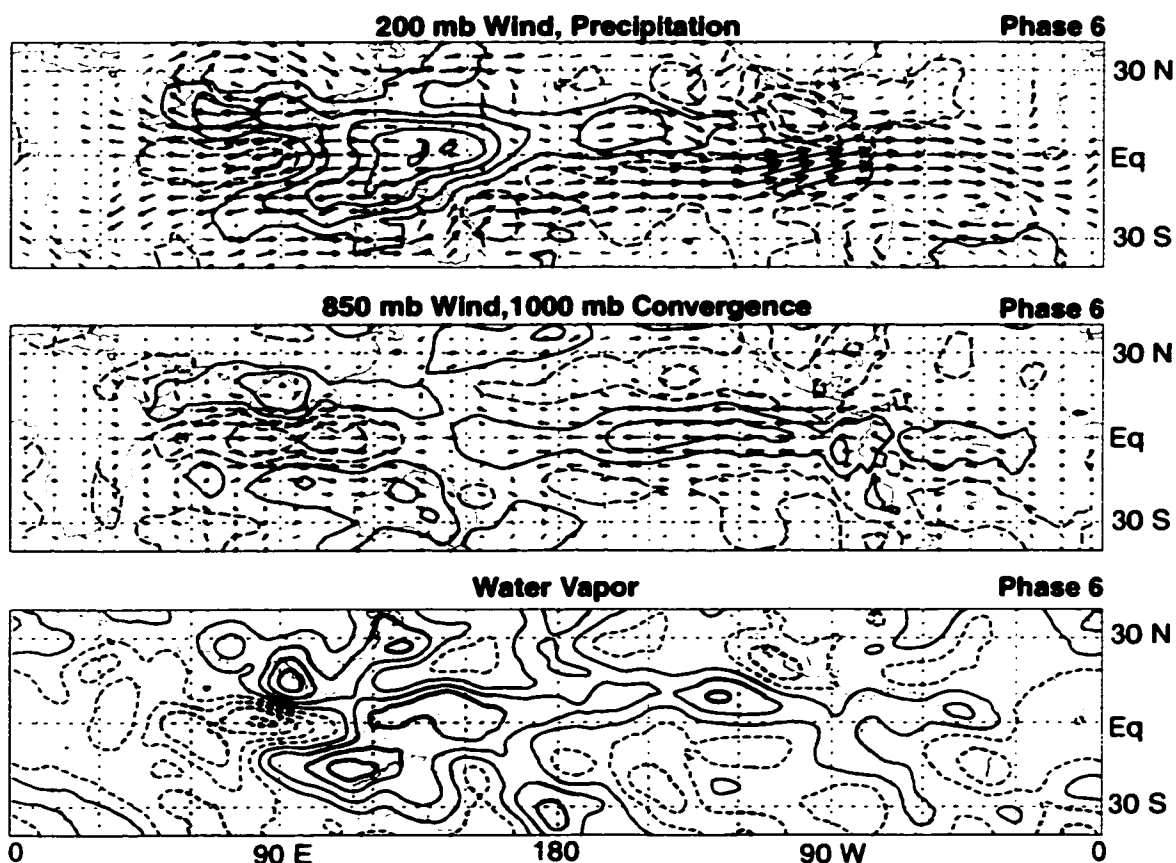 200 mb Wind, Precipitation Phase 6
30 N
Eq
30 S
850 mb Wind,1000 mb Convergence Phase 6
30 N
Eq
30 S
Water Vapor Phase 6
30 N
Eq
30 S
0 90 E 180 90 W 0